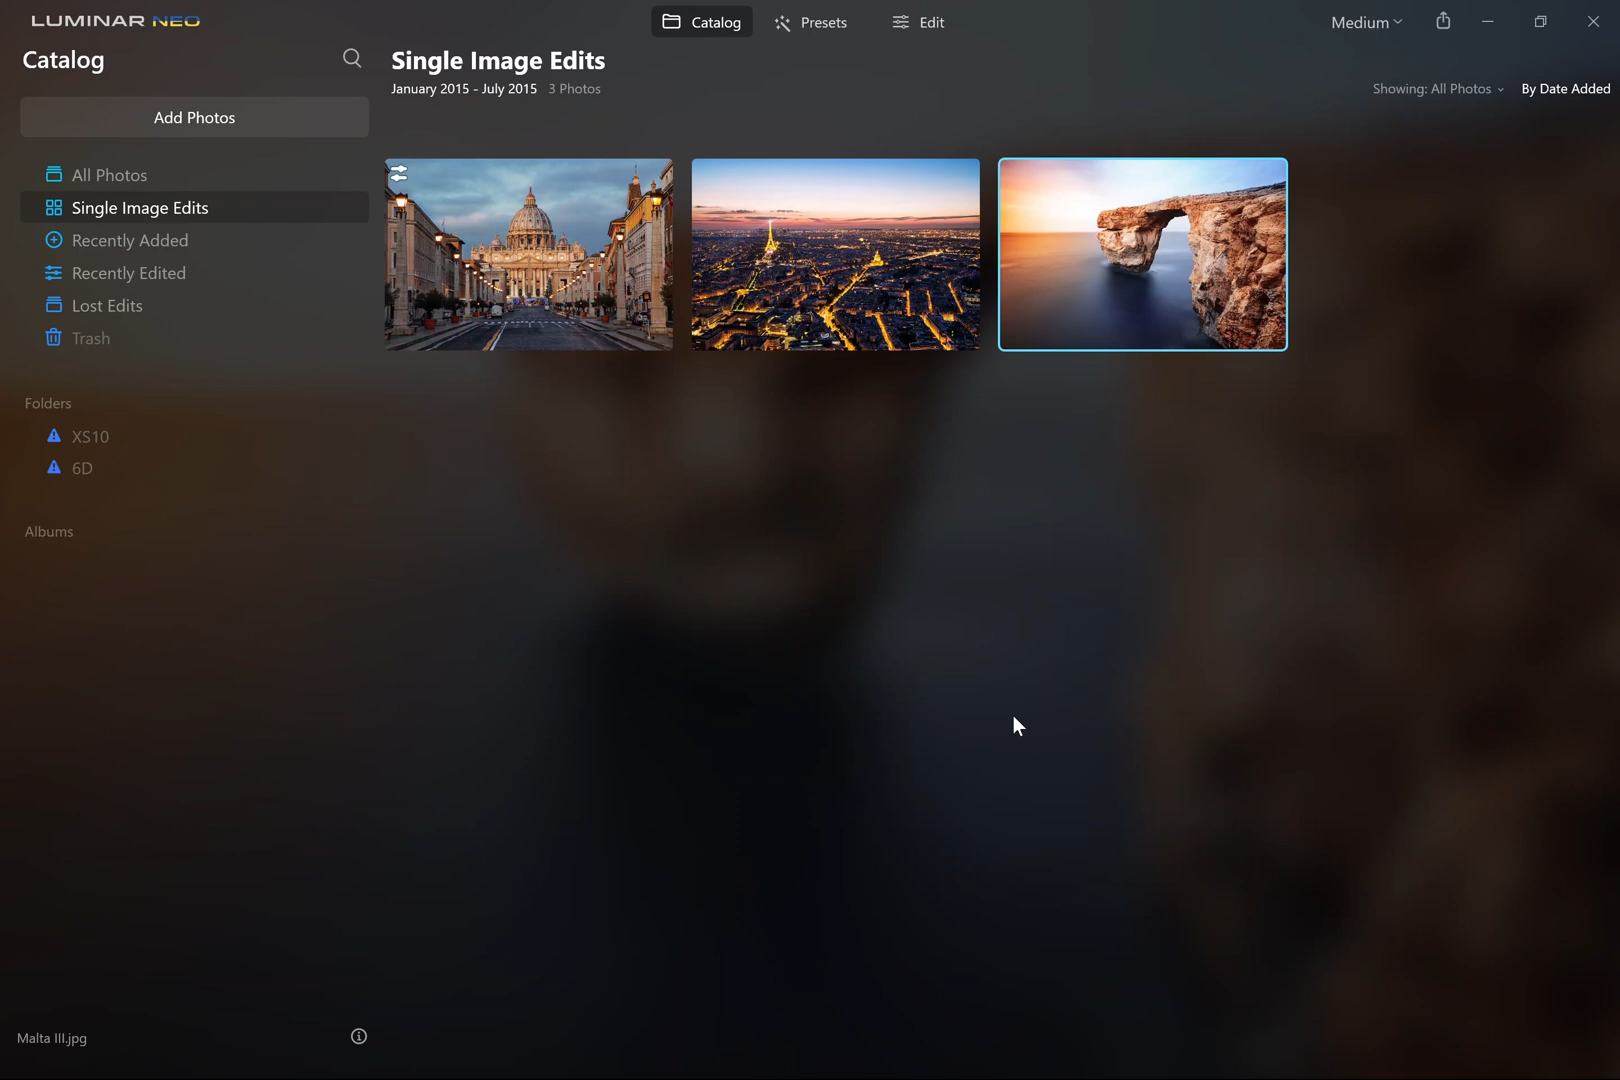 LUMINAR NEO
Catalog
Presets
Edit
Medium
Catalog
Add Photos
All Photos
Single Image Edits
Recently Added
Recently Edited
Lost Edits
Trash
Folders
XS10
6D
Albums
Single Image Edits
January 2015 - July 2015 3 Photos
Showing: All Photos
By Date Added
Malta III.jpg